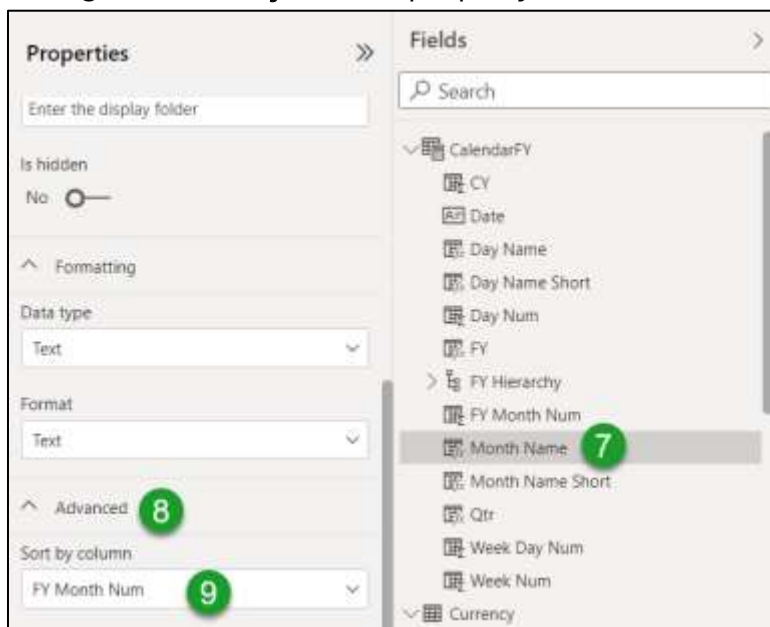 Properties
Enter the display folder
Is hidden
No
Formatting
Data type
Text
Format
Text
Advanced 8
Sort by column
FY Month Num 9
Fields
Search
CalendarFY
CY
Date
Day Name
Day Name Short
Day Num
FY
FY Hierarchy
FY Month Num
Month Name 7
Month Name Short
Qtr
Week Day Num
Week Num
Currency